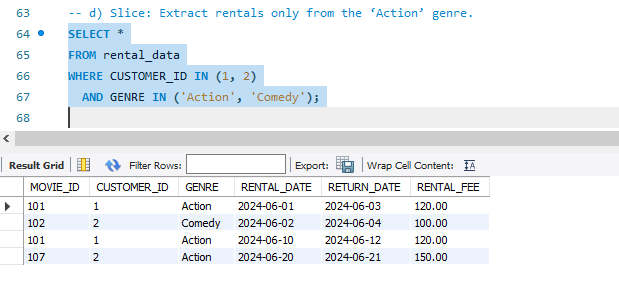 63 -- d) Slice: Extract rentals only from the ‘Action’ genre.
64 SELECT *
65 FROM rental_data
66 WHERE CUSTOMER_ID IN (1, 2)
67 AND GENRE IN ('Action', 'Comedy');
68
Result Grid Filter Rows: Export: Wrap Cell Content:
MOVIE_ID CUSTOMER_ID GENRE RENTAL_DATE RETURN_DATE RENTAL_FEE
101 1 Action 2024-06-01 2024-06-03 120.00
102 2 Comedy 2024-06-02 2024-06-04 100.00
101 1 Action 2024-06-10 2024-06-12 120.00
107 2 Action 2024-06-20 2024-06-21 150.00